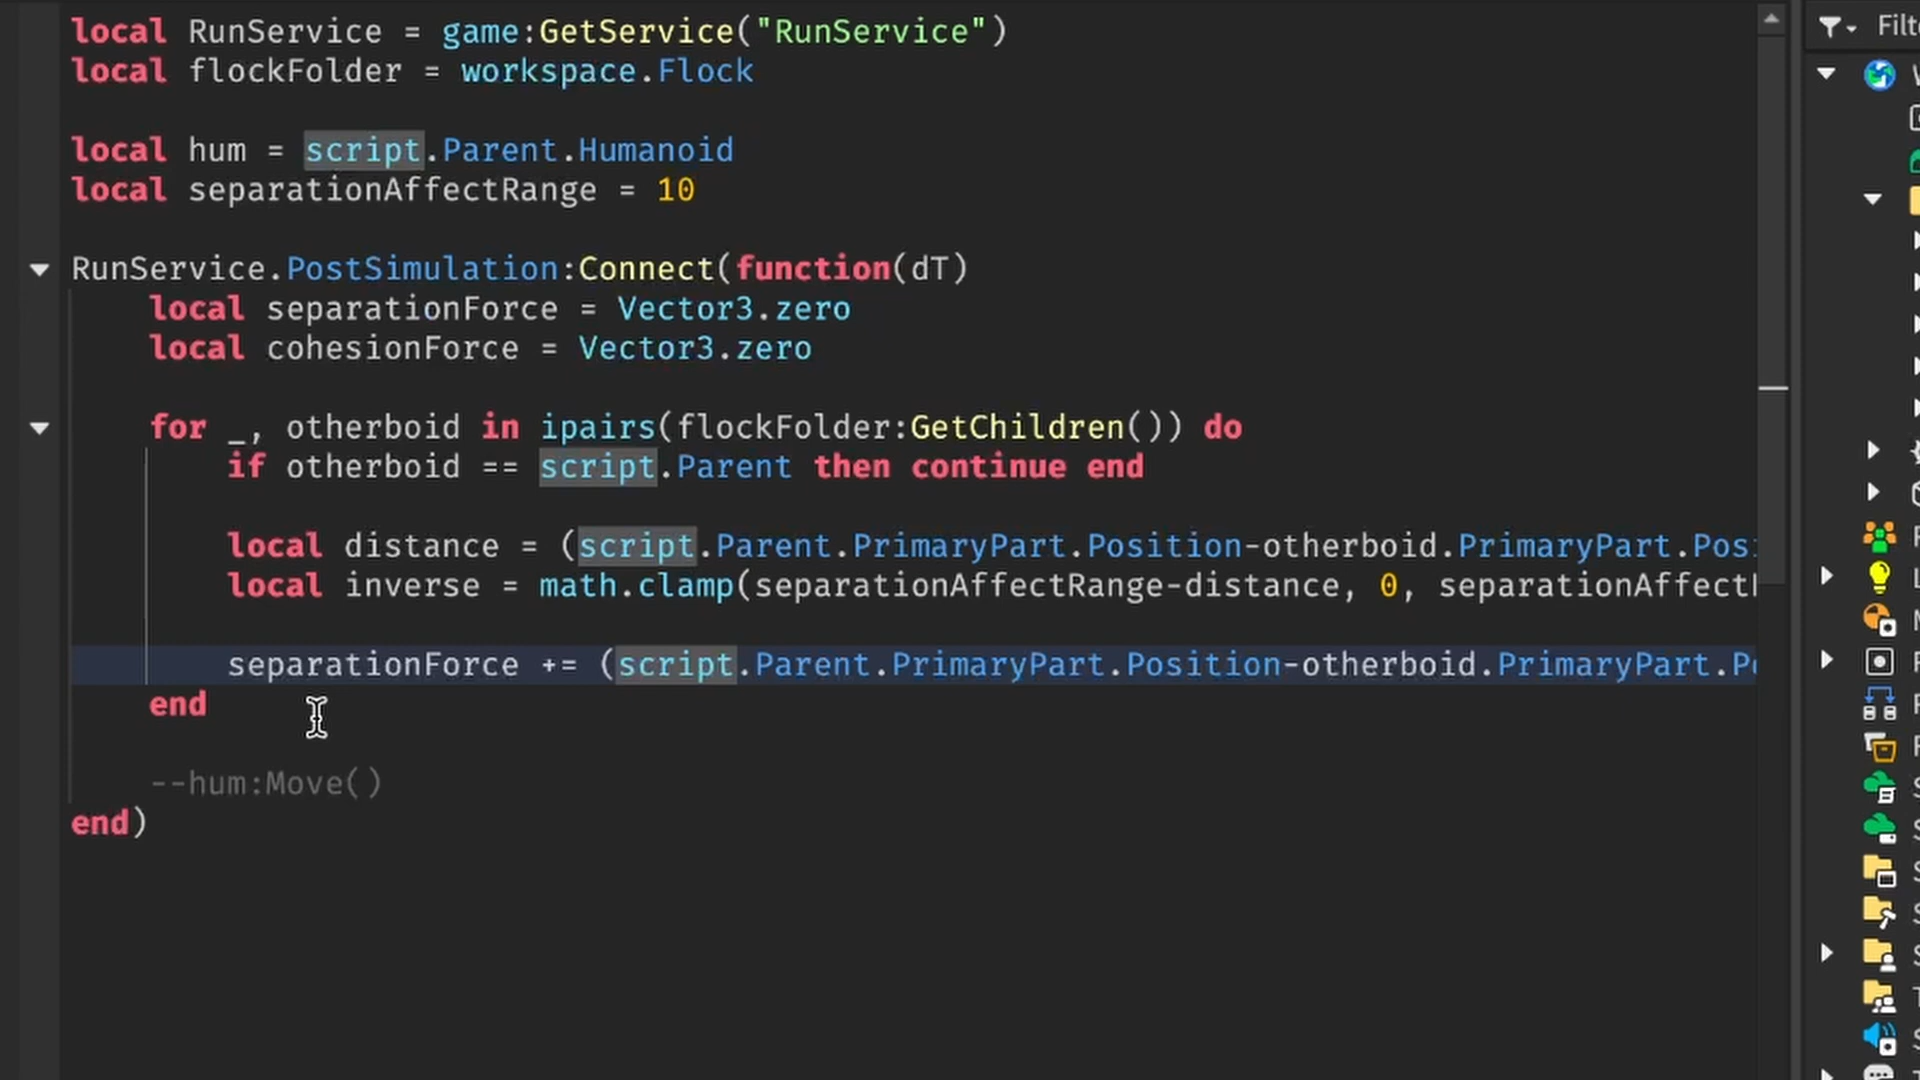 local RunService = game:GetService("RunService")
local flockFolder = workspace.Flock
local hum = script.Parent.Humanoid
local separationAffectRange = 10
RunService.PostSimulation:Connect(function(dT)
local separationForce = Vector3.zero
local cohesionForce = Vector3.zero
for _, otherboid in ipairs(flockFolder:GetChildren()) do
if otherboid == script.Parent then continue end
local distance = (script.Parent.PrimaryPart.Position-otherboid.PrimaryPart.Pos
local inverse = math.clamp(separationAffectRange-distance, 0, separationAffect
separationForce += (script.Parent.PrimaryPart.Position-otherboid.PrimaryPart.P
end
--hum:Move()
end)
Filt